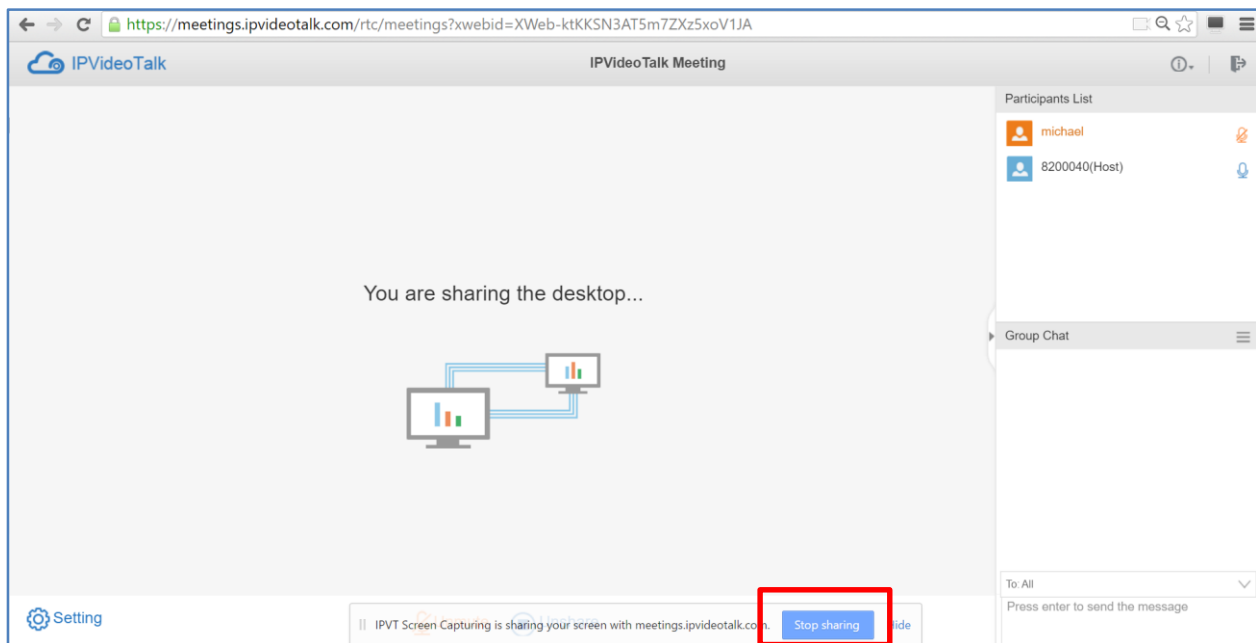 https://meetings.ipvideotalk.com/rtc/meetings?xwebid=XWeb-ktKKSN3AT5m7ZXz5xoV1JA
IPVideoTalk
IPVideoTalk Meeting
Participants List
michael
8200040(Host)
You are sharing the desktop...
Group Chat
To: All
Press enter to send the message
Setting
IPVT Screen Capturing is sharing your screen with meetings.ipvideotalk.com.
Stop sharing